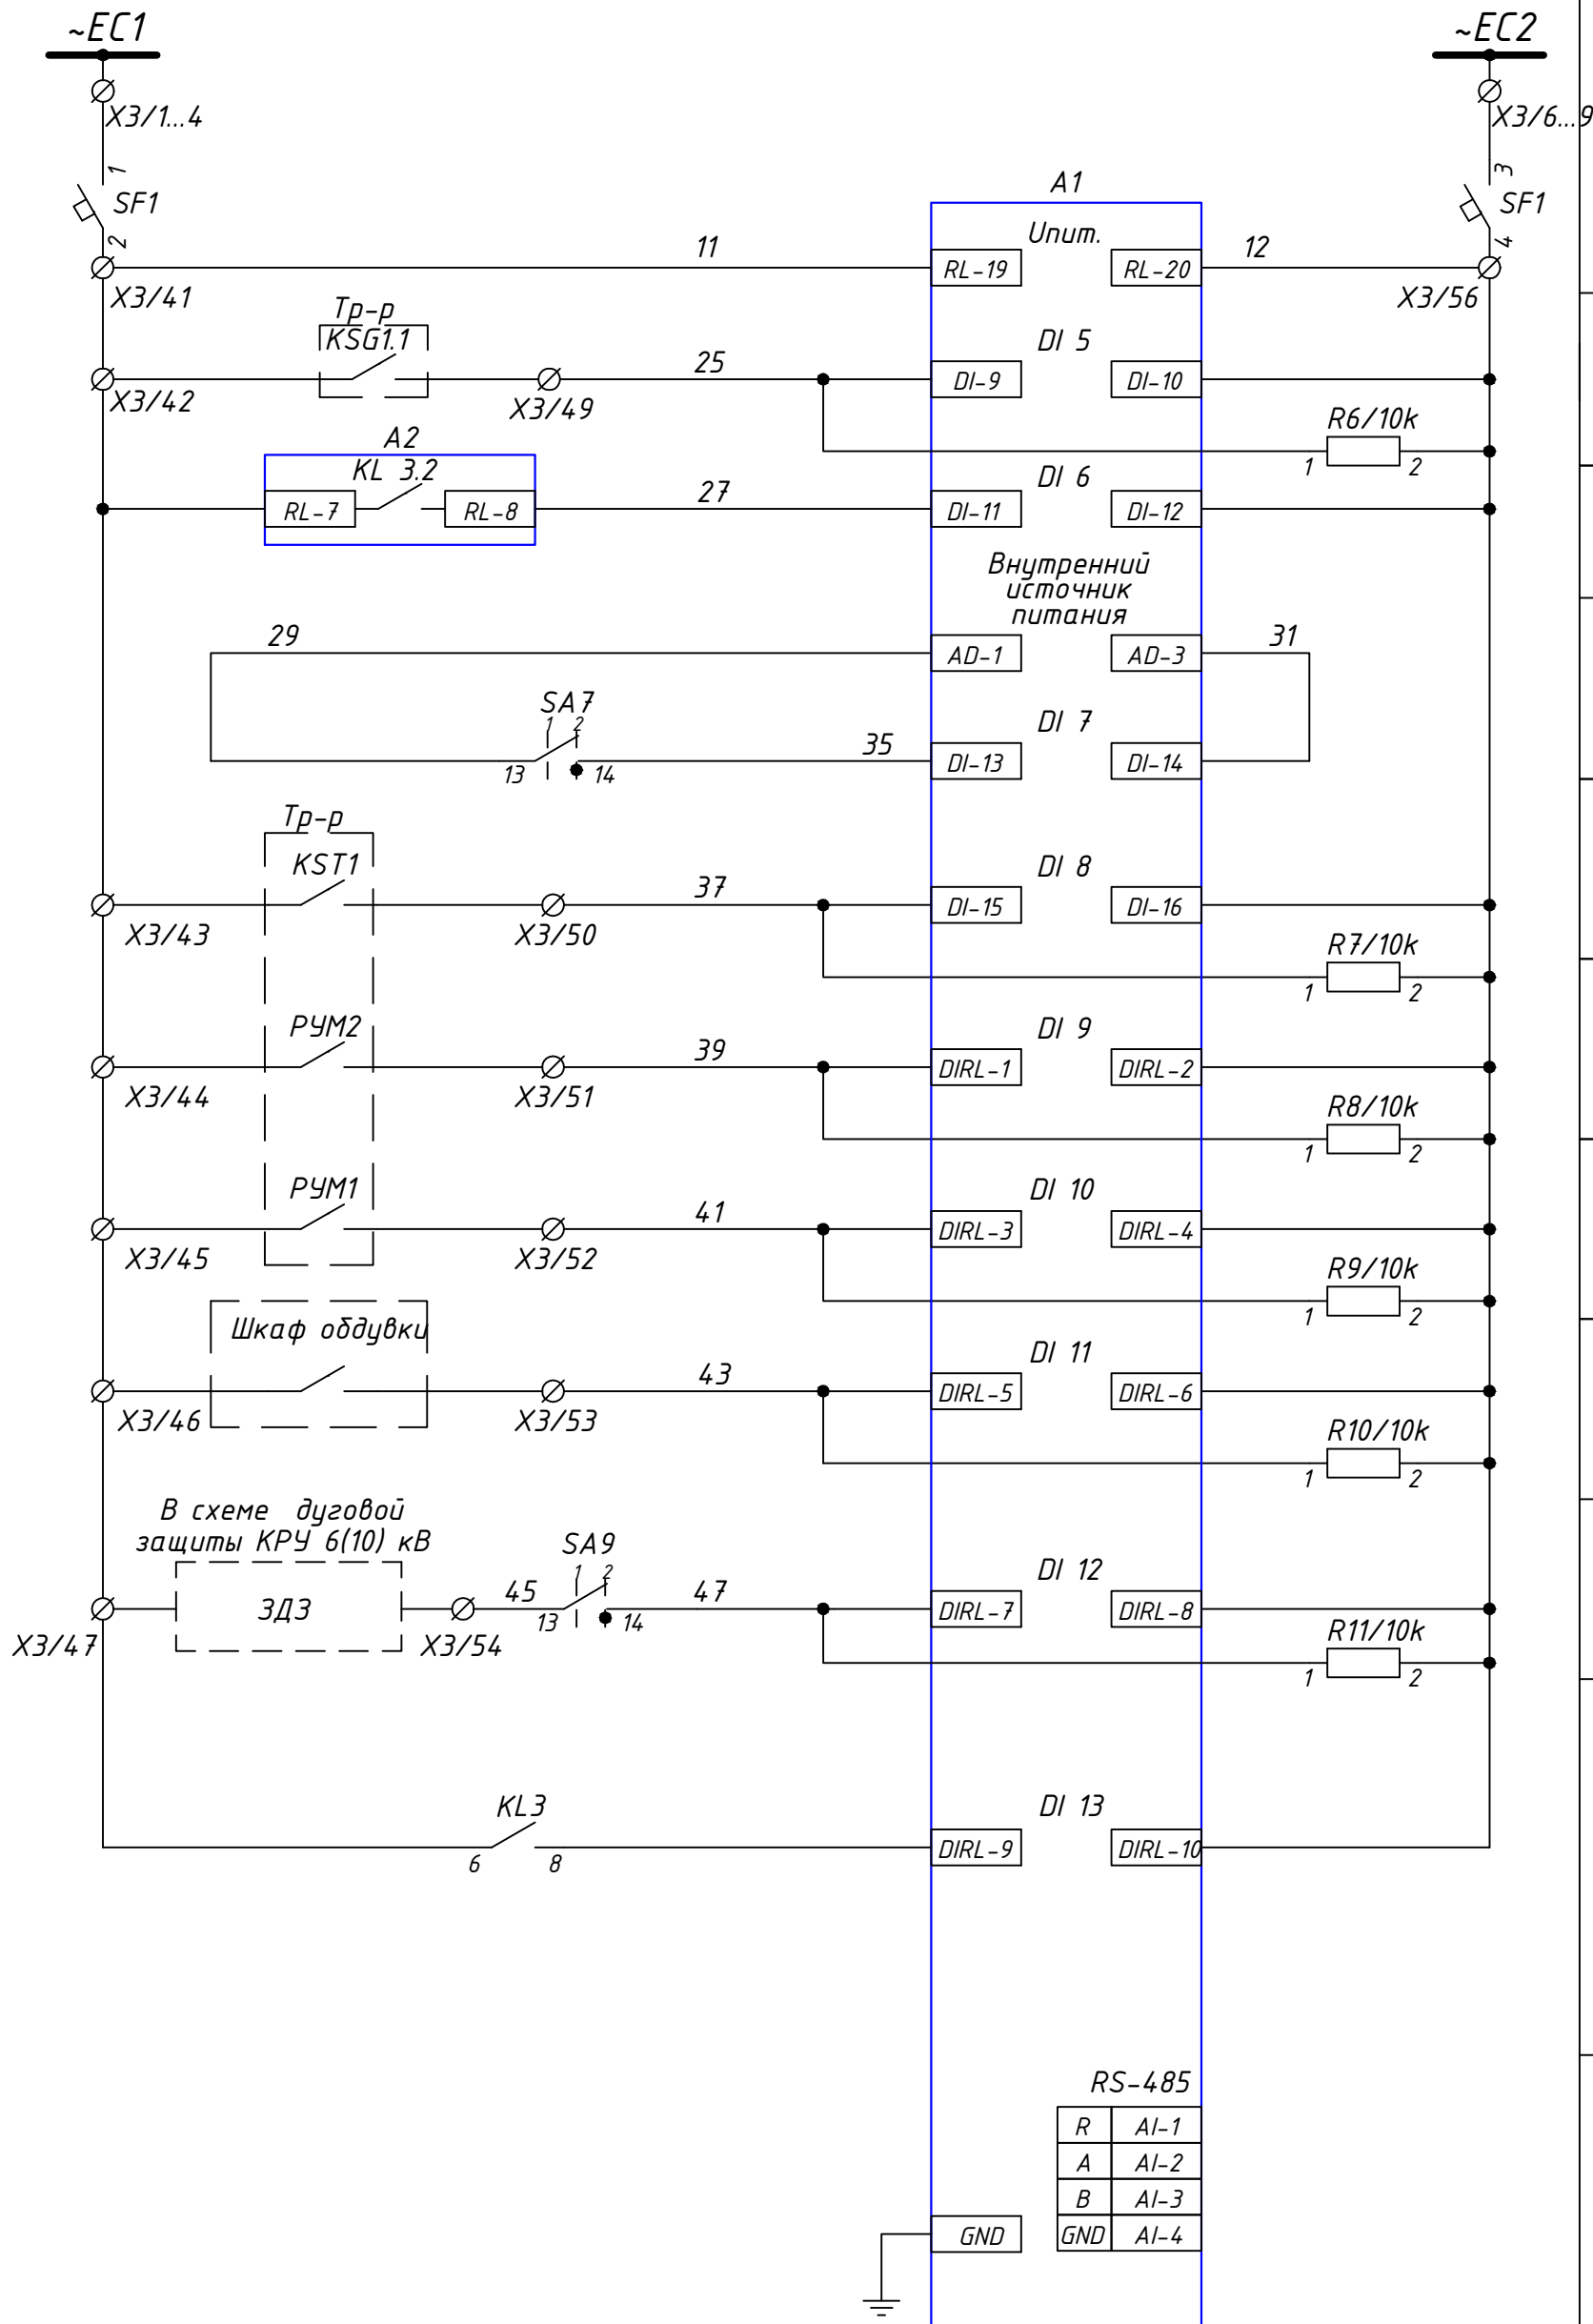 ~EC1
~EC2
X3/1...4
X3/6...9
1
SF1
2
3
SF1
4
A1
Uпит.
11
RL-19
RL-20
12
X3/41
X3/56
Тр-р
KSG1.1
DI 5
25
DI-9
DI-10
X3/42
X3/49
R6/10k
1
2
A2
KL 3.2
DI 6
RL-7
RL-8
27
DI-11
DI-12
Внутренний
источник
питания
29
AD-1
AD-3
31
SA7
1
2
DI 7
35
13
14
DI-13
DI-14
Тр-р
KST1
DI 8
37
DI-15
DI-16
X3/43
X3/50
R7/10k
1
2
РУМ2
DI 9
39
DIRL-1
DIRL-2
X3/44
X3/51
R8/10k
1
2
РУМ1
DI 10
41
DIRL-3
DIRL-4
X3/45
X3/52
R9/10k
1
2
Шкаф обдувки
DI 11
43
DIRL-5
DIRL-6
X3/46
X3/53
R10/10k
1
2
В схеме дуговой
защиты КРУ 6(10) кВ
SA9
1
2
DI 12
ЗДЗ
45
47
13
14
DIRL-7
DIRL-8
X3/47
X3/54
R11/10k
1
2
KL3
DI 13
6
8
DIRL-9
DIRL-10
RS-485
R AI-1
A AI-2
B AI-3
GND AI-4
GND